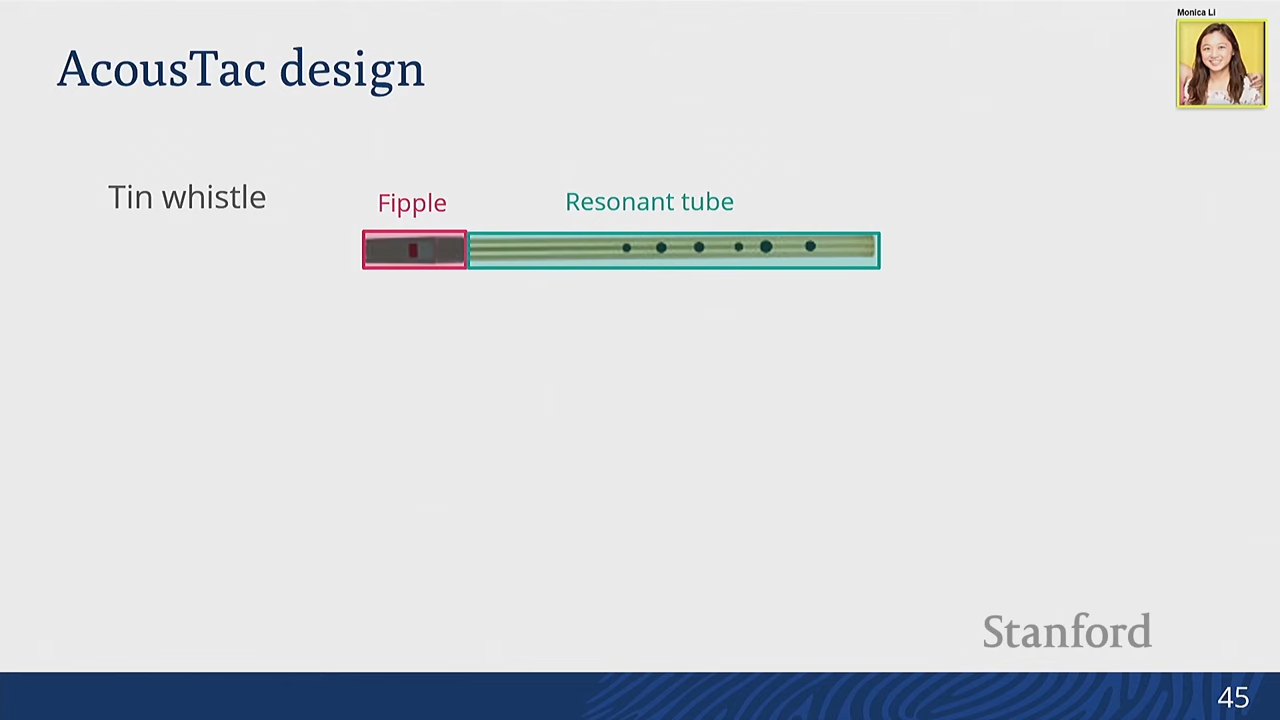 Monica Li
AcousTac design
Tin whistle
Fipple
Resonant tube
Stanford
45